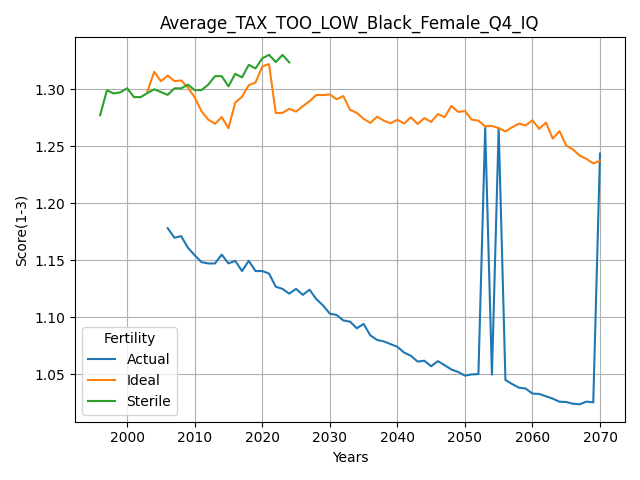 Average_TAX_TOO_LOW_Black_Female_Q4_IQ
Score(1-3)
1.30
1.25
1.20
1.15
1.10
1.05
Fertility
Actual
Ideal
Sterile
2000 2010 2020 2030 2040 2050 2060 2070
Years